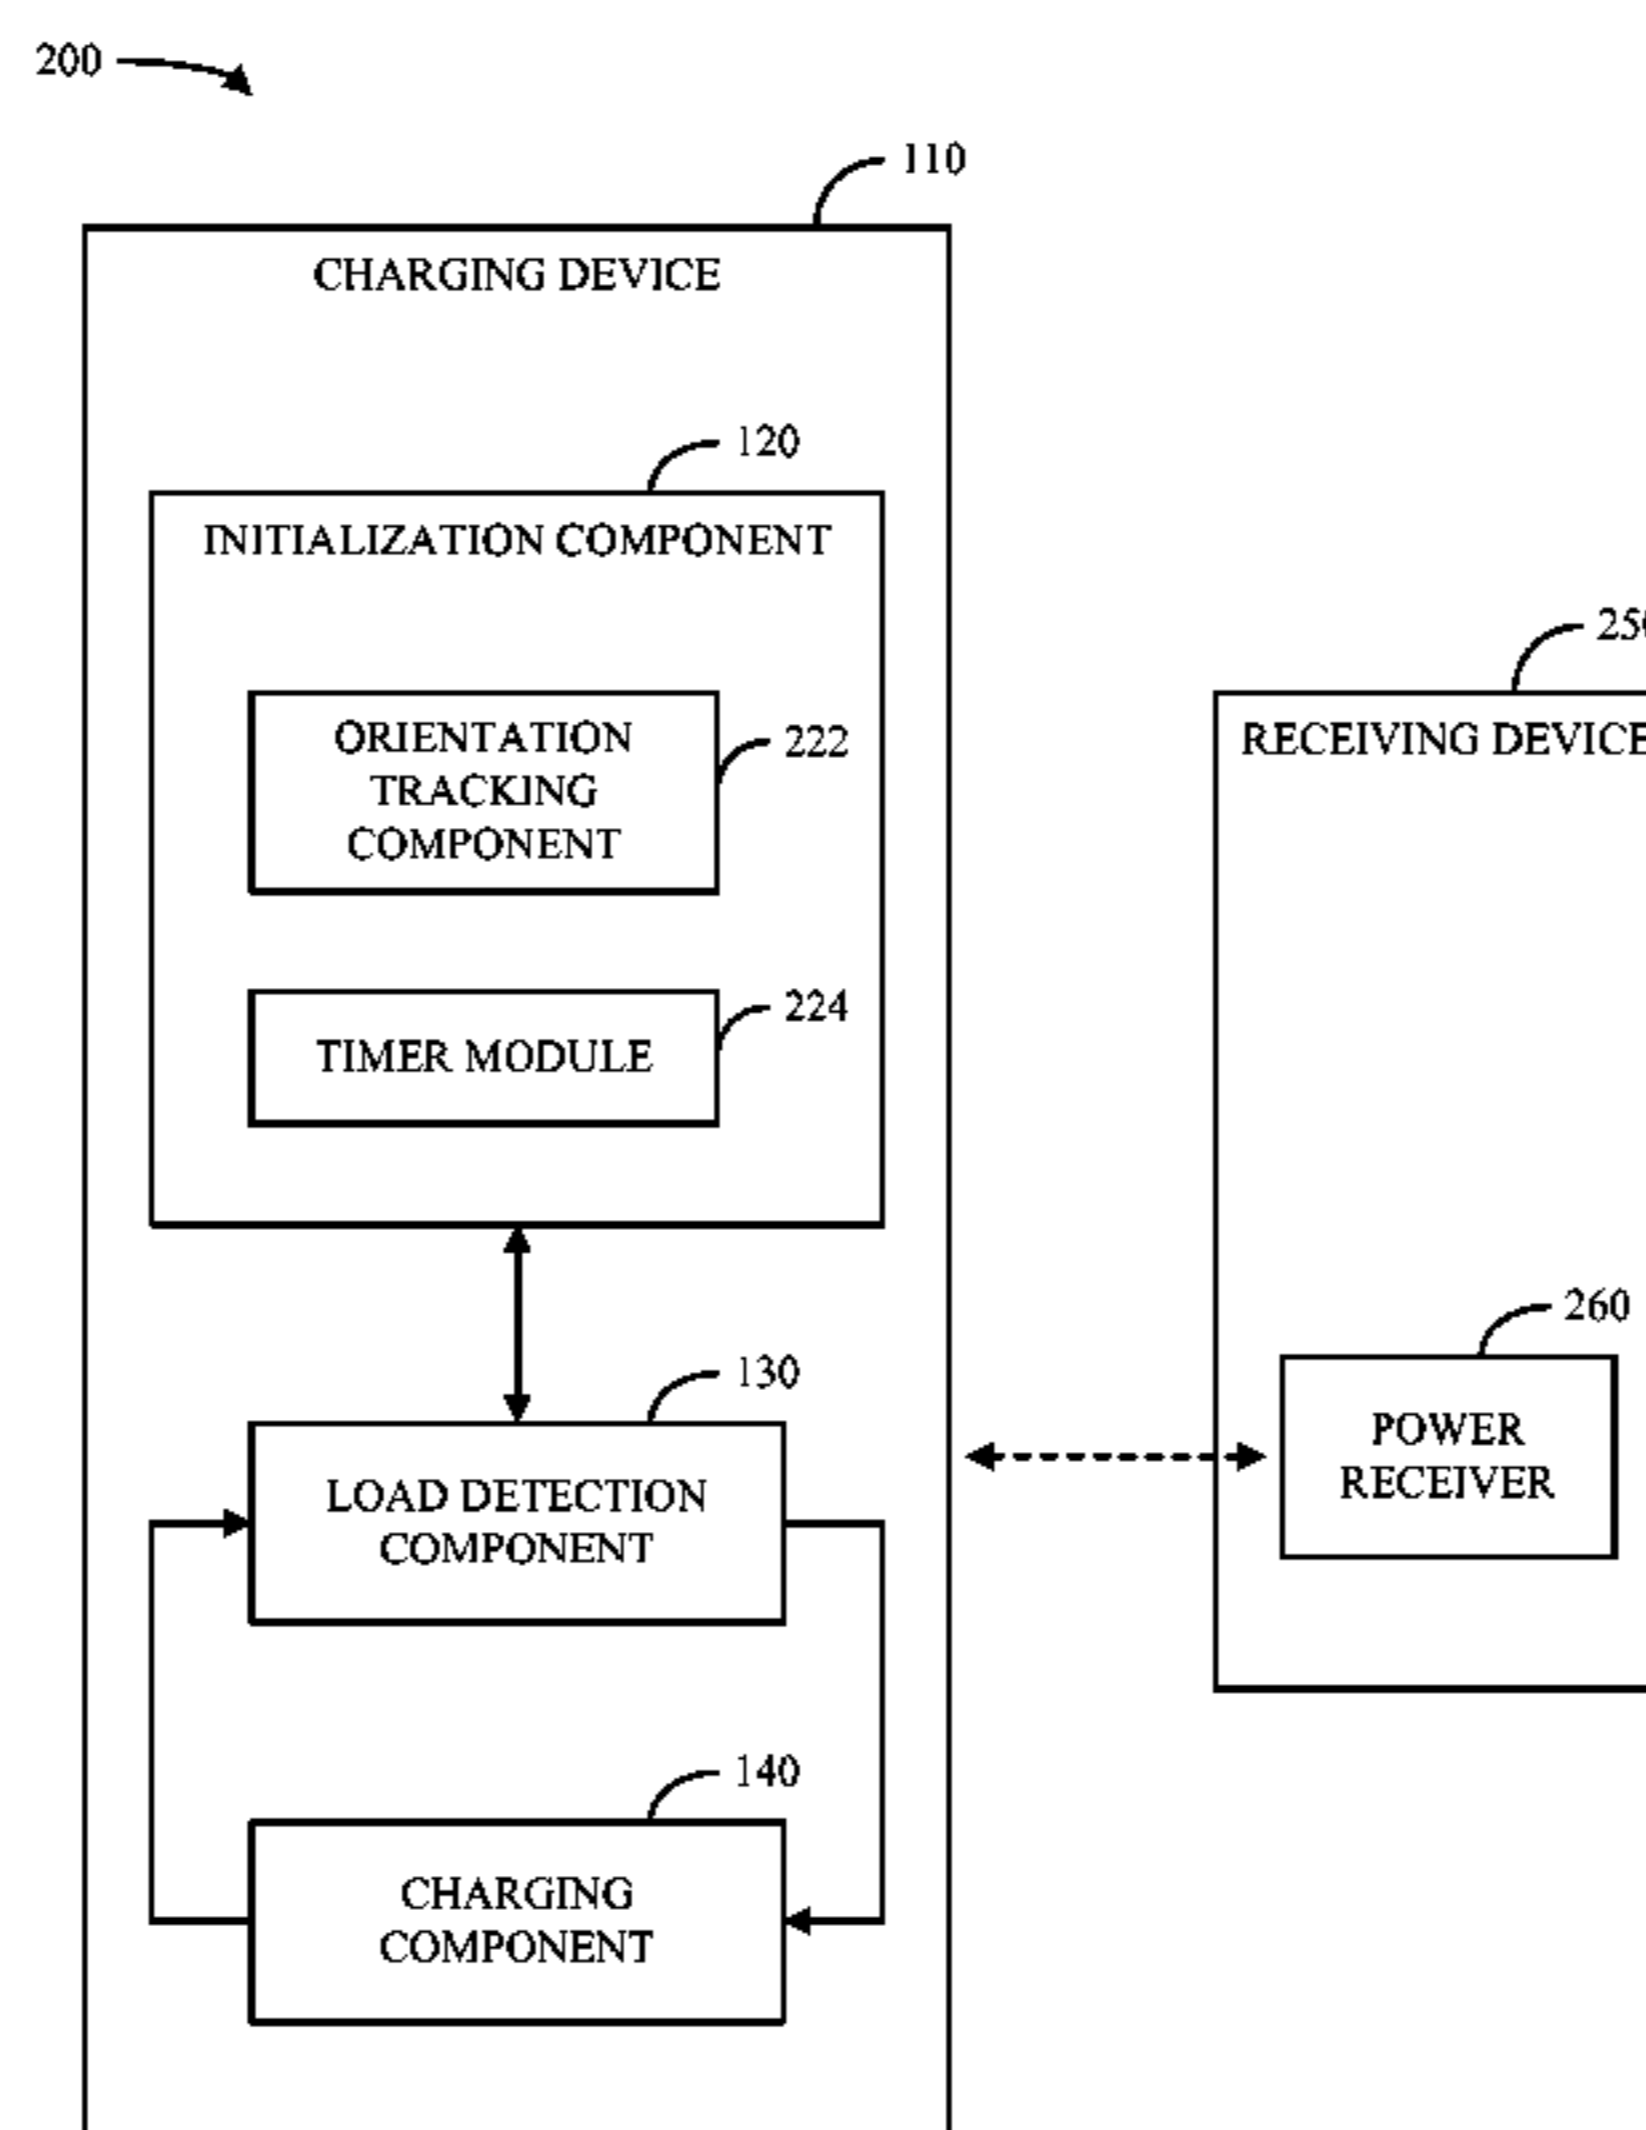 200
110
CHARGING DEVICE
120
INITIALIZATION COMPONENT
ORIENTATION
TRACKING
COMPONENT
222
224
TIMER MODULE
130
LOAD DETECTION
COMPONENT
140
CHARGING
COMPONENT
RECEIVING DEVICE
260
POWER
RECEIVER